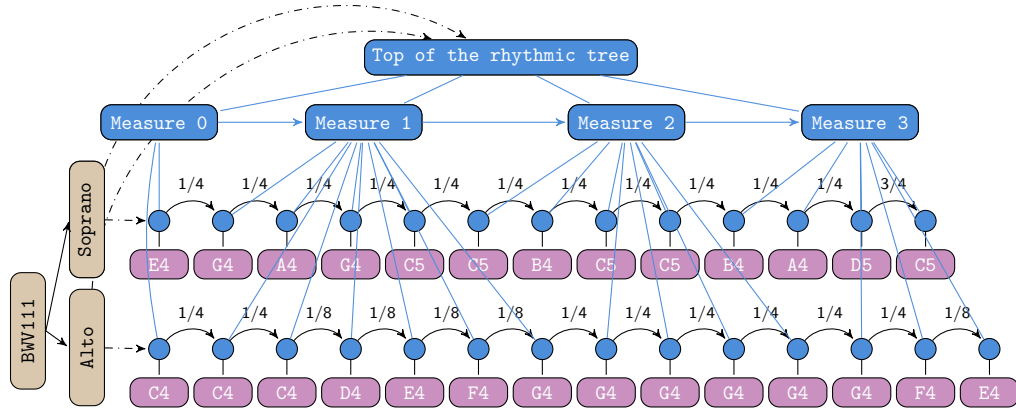 Top of the rhythmic tree
Measure 0 Measure 1 Measure 2 Measure 3
Soprano
1/4 1/4 1/4 1/4 1/4 1/4 1/4 1/4 1/4 1/4 1/4 3/4
E4 G4 A4 G4 C5 C5 B4 C5 C5 B4 A4 D5 C5
BWV111
Alto
1/4 1/4 1/8 1/8 1/8 1/8 1/4 1/4 1/4 1/4 1/4 1/4 1/8
C4 C4 C4 D4 E4 F4 G4 G4 G4 G4 G4 G4 F4 E4